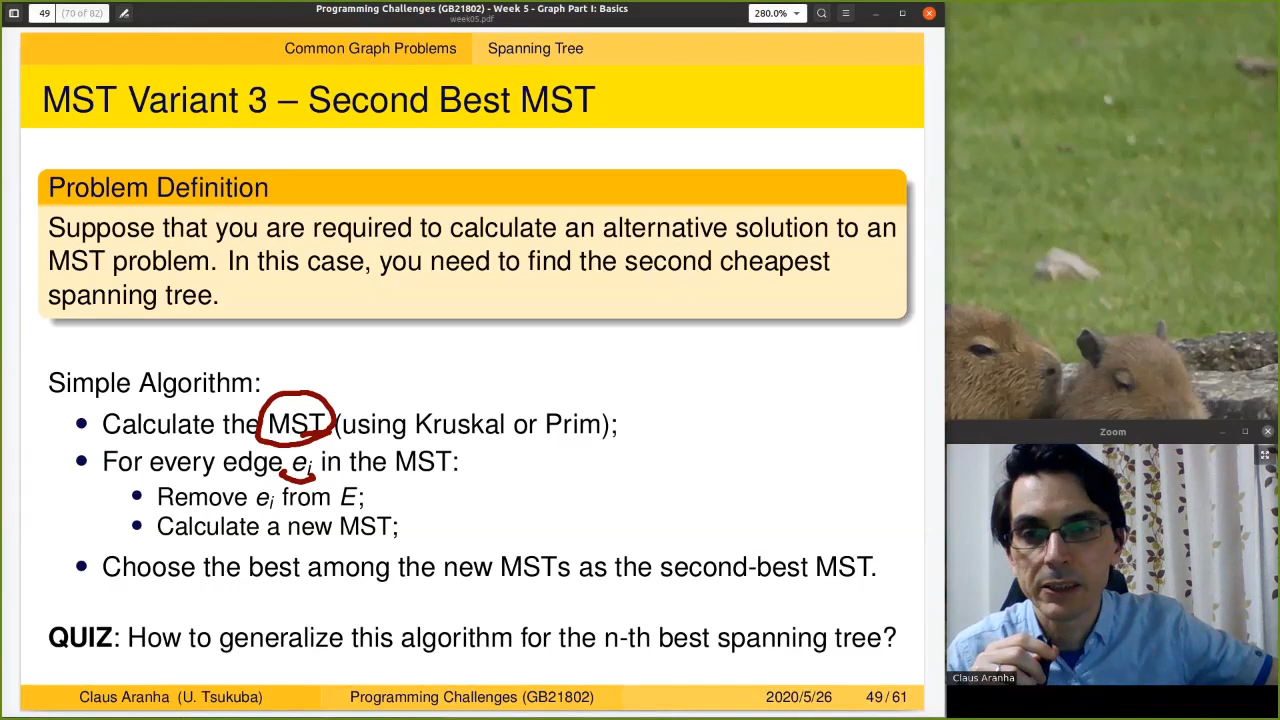 49 (70 of 82)
Programming Challenges (GB21802) - Week 5 - Graph Part I: Basics
week05.pdf
280.0%
Common Graph Problems Spanning Tree
MST Variant 3 – Second Best MST
Problem Definition
Suppose that you are required to calculate an alternative solution to an
MST problem. In this case, you need to find the second cheapest
spanning tree.
Simple Algorithm:
• Calculate the MST (using Kruskal or Prim);
• For every edge ei in the MST:
• Remove ei from E;
• Calculate a new MST;
• Choose the best among the new MSTs as the second-best MST.
QUIZ: How to generalize this algorithm for the n-th best spanning tree?
Claus Aranha (U. Tsukuba) Programming Challenges (GB21802) 2020/5/26 49/61
Zoom
Claus Aranha